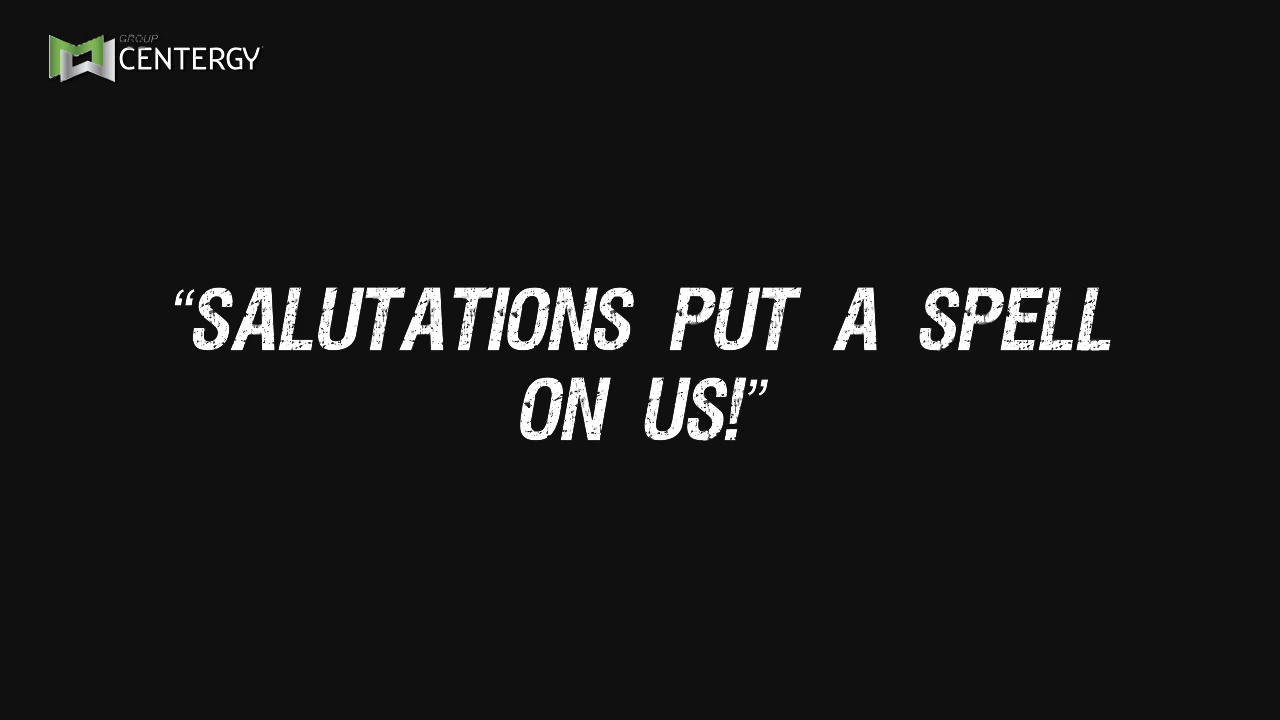 GROUP
CENTERGY
“SALUTATIONS PUT A SPELL
ON US!”